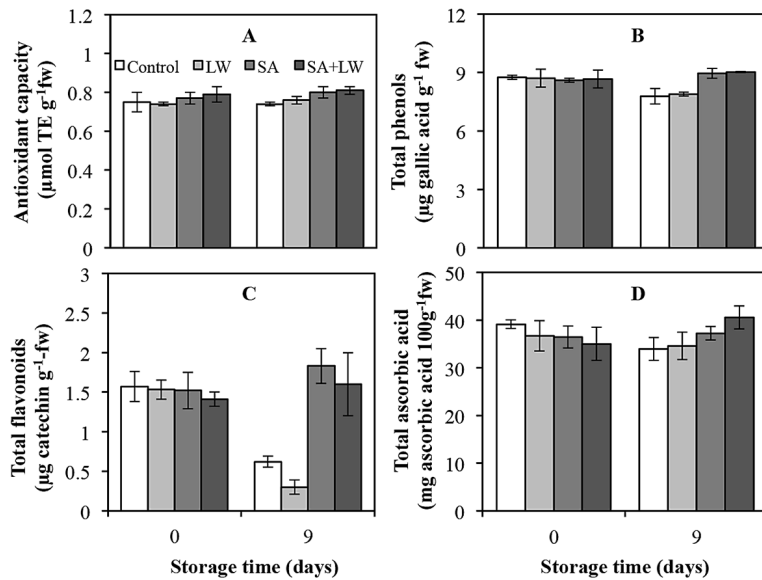 A
Control LW SA SA+LW
Antioxidant capacity
(µmol TE g⁻¹fw)
1.2
1
0.8
0.6
0.4
0.2
0
B
Total phenols
(µg gallic acid g⁻¹ fw)
12
9
6
3
0
C
Total flavonoids
(µg catechin g⁻¹-fw)
3
2.5
2
1.5
1
0.5
0
0 9
Storage time (days)
D
Total ascorbic acid
(mg ascorbic acid 100g⁻¹fw)
50
40
30
20
10
0
0 9
Storage time (days)